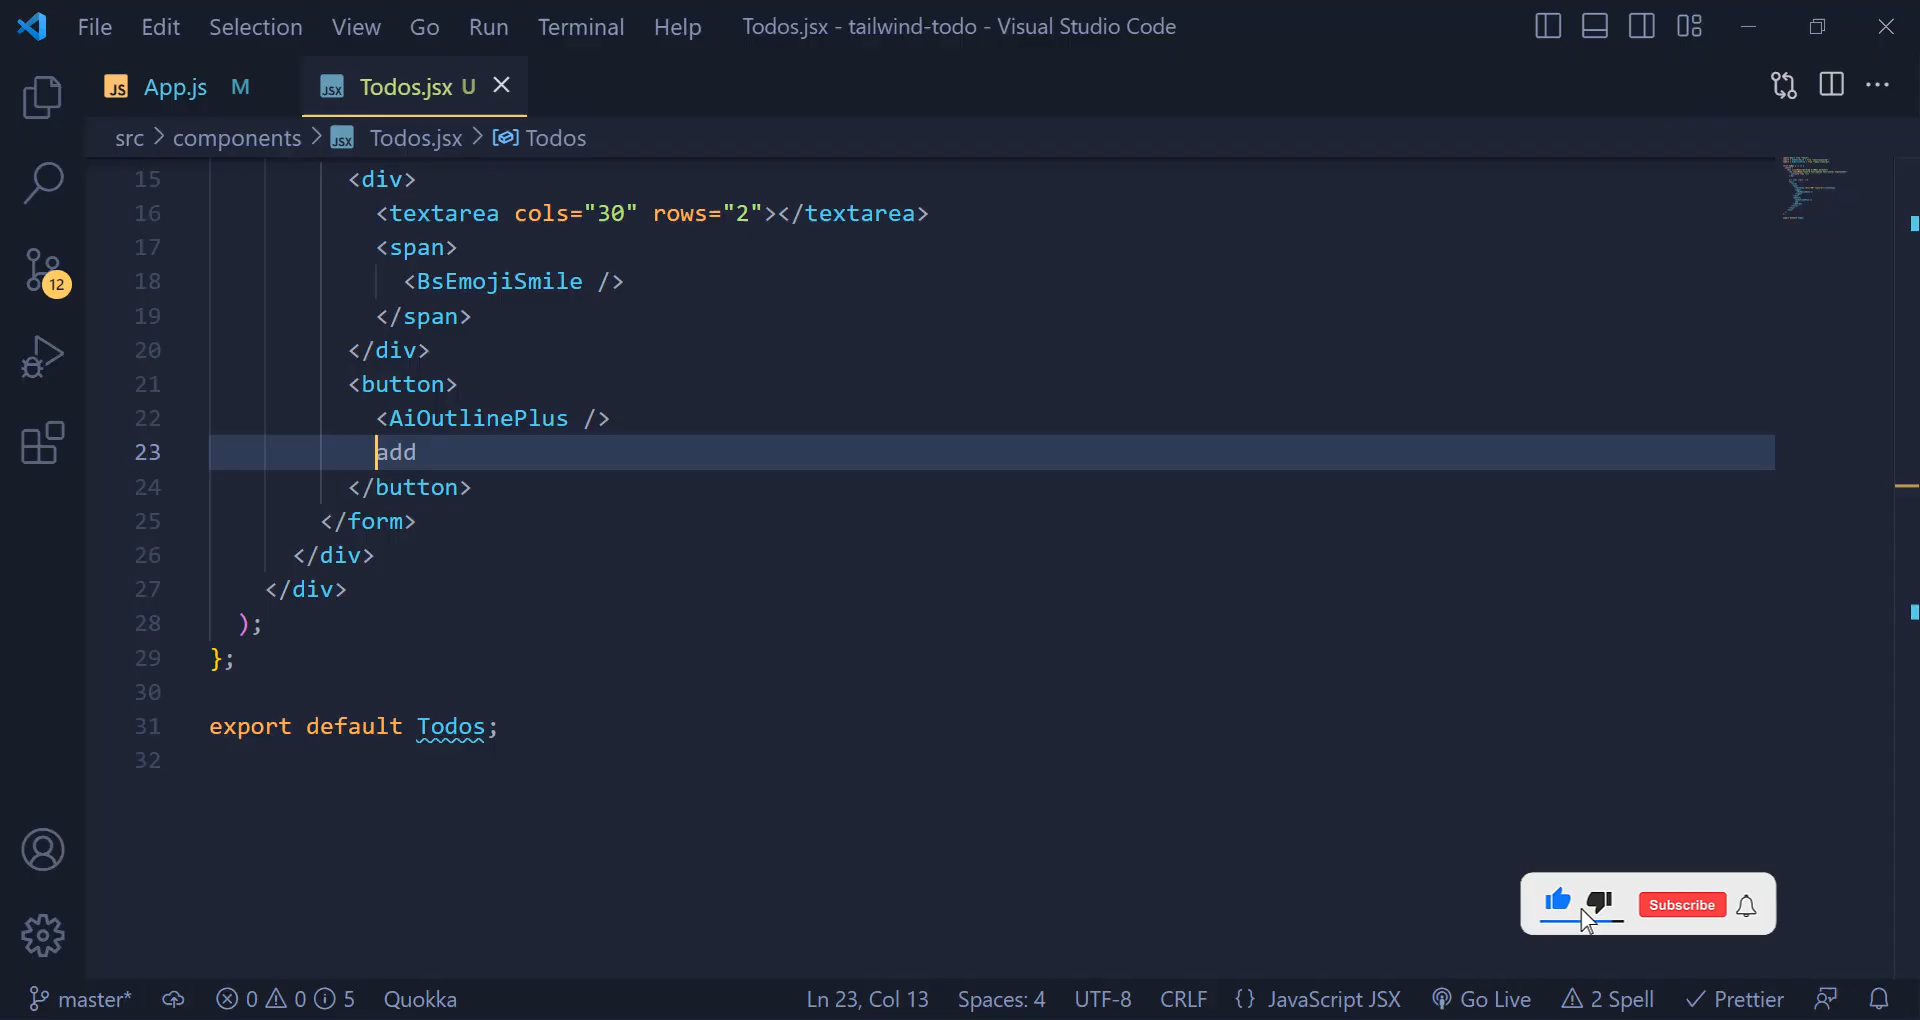 File Edit Selection View Go Run Terminal Help Todos.jsx - tailwind-todo - Visual Studio Code
JS App.js M JSX Todos.jsx U
src > components > JSX Todos.jsx > Todos
15 <div>
16 <textarea cols="30" rows="2"></textarea>
17 <span>
18 <BsEmojiSmile />
19 </span>
20 </div>
21 <button>
22 <AiOutlinePlus />
23 add
24 </button>
25 </form>
26 </div>
27 </div>
28 );
29 };
30
31 export default Todos;
32
12
Subscribe
master* 0 0 5 Quokka Ln 23, Col 13 Spaces: 4 UTF-8 CRLF {} JavaScript JSX Go Live 2 Spell Prettier